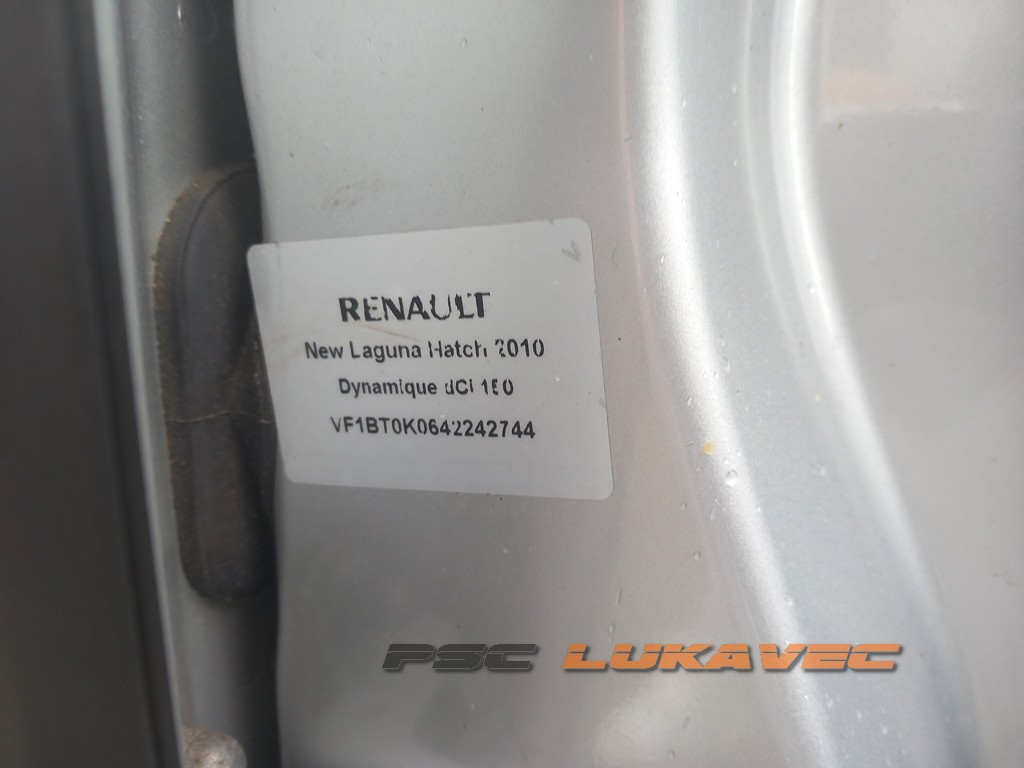 RENAULT
New Laguna Hatch 2010
Dynamique dCi 150
VF1BT0K0642242744
PSC LUKAVEC